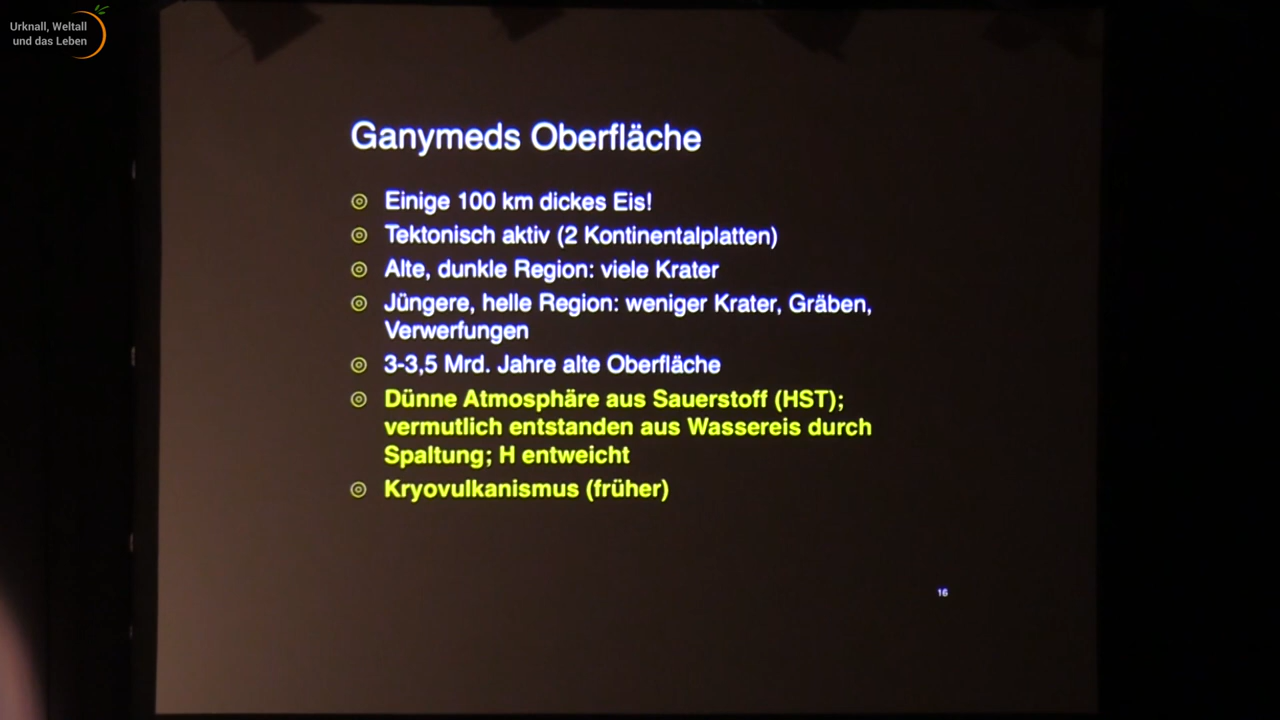 Urknall, Weltall
und das Leben
Ganymeds Oberfläche
Einige 100 km dickes Eis!
Tektonisch aktiv (2 Kontinentalplatten)
Alte, dunkle Region: viele Krater
Jüngere, helle Region: weniger Krater, Gräben,
Verwerfungen
3-3,5 Mrd. Jahre alte Oberfläche
Dünne Atmosphäre aus Sauerstoff (HST);
vermutlich entstanden aus Wassereis durch
Spaltung; H entweicht
Kryovulkanismus (früher)
16